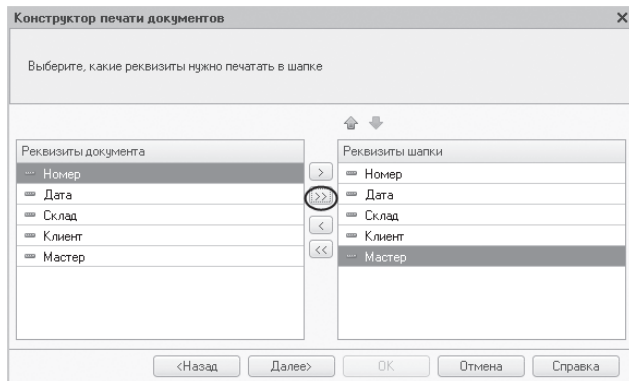 Конструктор печати документов
Выберите, какие реквизиты нужно печатать в шапке
Реквизиты документа
Номер
Дата
Склад
Клиент
Мастер
>
>>
<
<<
Реквизиты шапки
Номер
Дата
Склад
Клиент
Мастер
<Назад Далее> ОК Отмена Справка